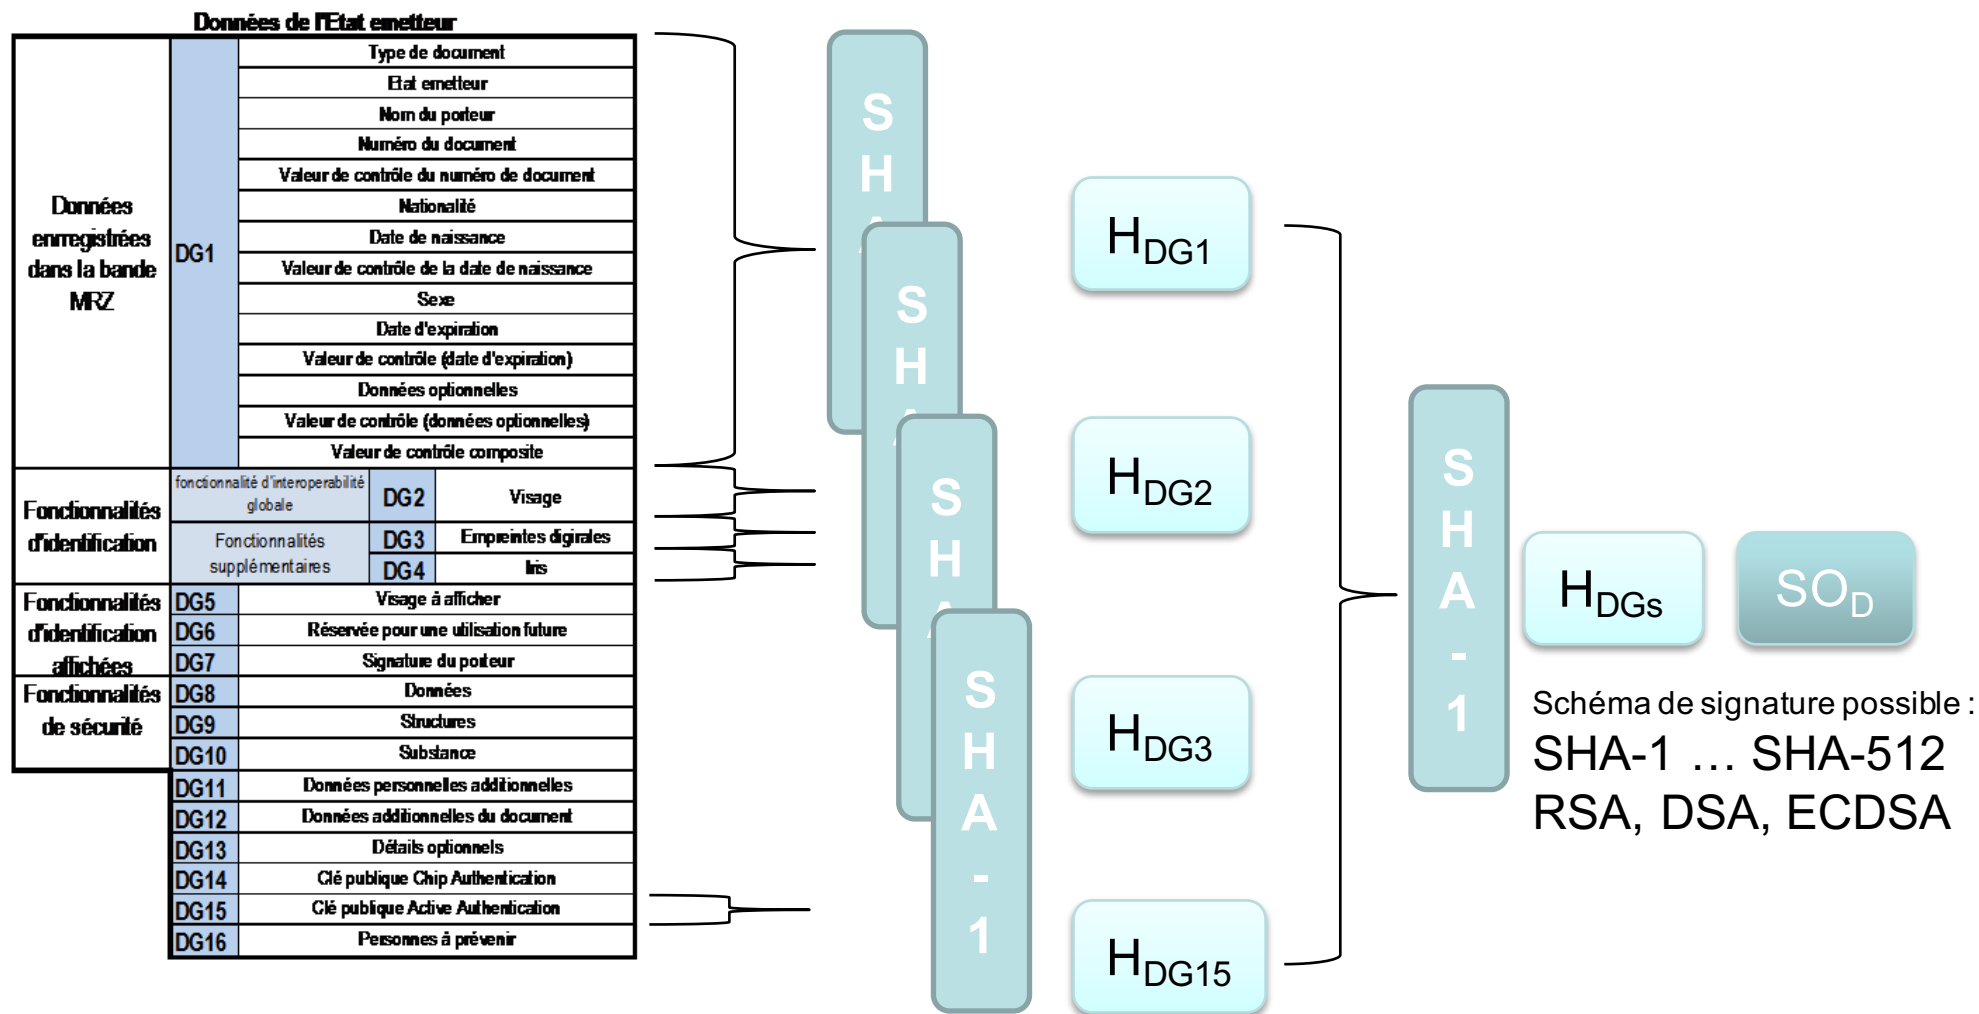 Données de l'Etat emetteur
Données
enrregistrées
dans la bande
MRZ
DG1
Type de document
Etat emetteur
Nom du porteur
Numéro du document
Valeur de contrôle du numéro de document
Nationalité
Date de naissance
Valeur de contrôle de la date de naissance
Sexe
Date d'expiration
Valeur de contrôle (date d'expiration)
Données optionnelles
Valeur de contrôle (données optionnelles)
Valeur de contrôle composite
Fonctionnalités
d'identification
fonctionnalité d'interoperabilité
globale
DG2
Visage
Fonctionnalités
supplémentaires
DG3
Empreintes digirales
DG4
Iris
Fonctionnalités
d'identification
affichées
DG5
Visage à afficher
DG6
Réservée pour une utilisation future
DG7
Signature du porteur
Fonctionnalités
de sécurité
DG8
Données
DG9
Structures
DG10
Substance
DG11
Données personnelles additionnelles
DG12
Données additionnelles du document
DG13
Détails optionnels
DG14
Clé publique Chip Authentication
DG15
Clé publique Active Authentication
DG16
Personnes à prévenir
S
H
A
S
H
A
S
H
A
S
H
A
-
1
HDG1
HDG2
HDG3
HDG15
S
H
A
-
1
HDGs
SOD
Schéma de signature possible :
SHA-1 … SHA-512
RSA, DSA, ECDSA